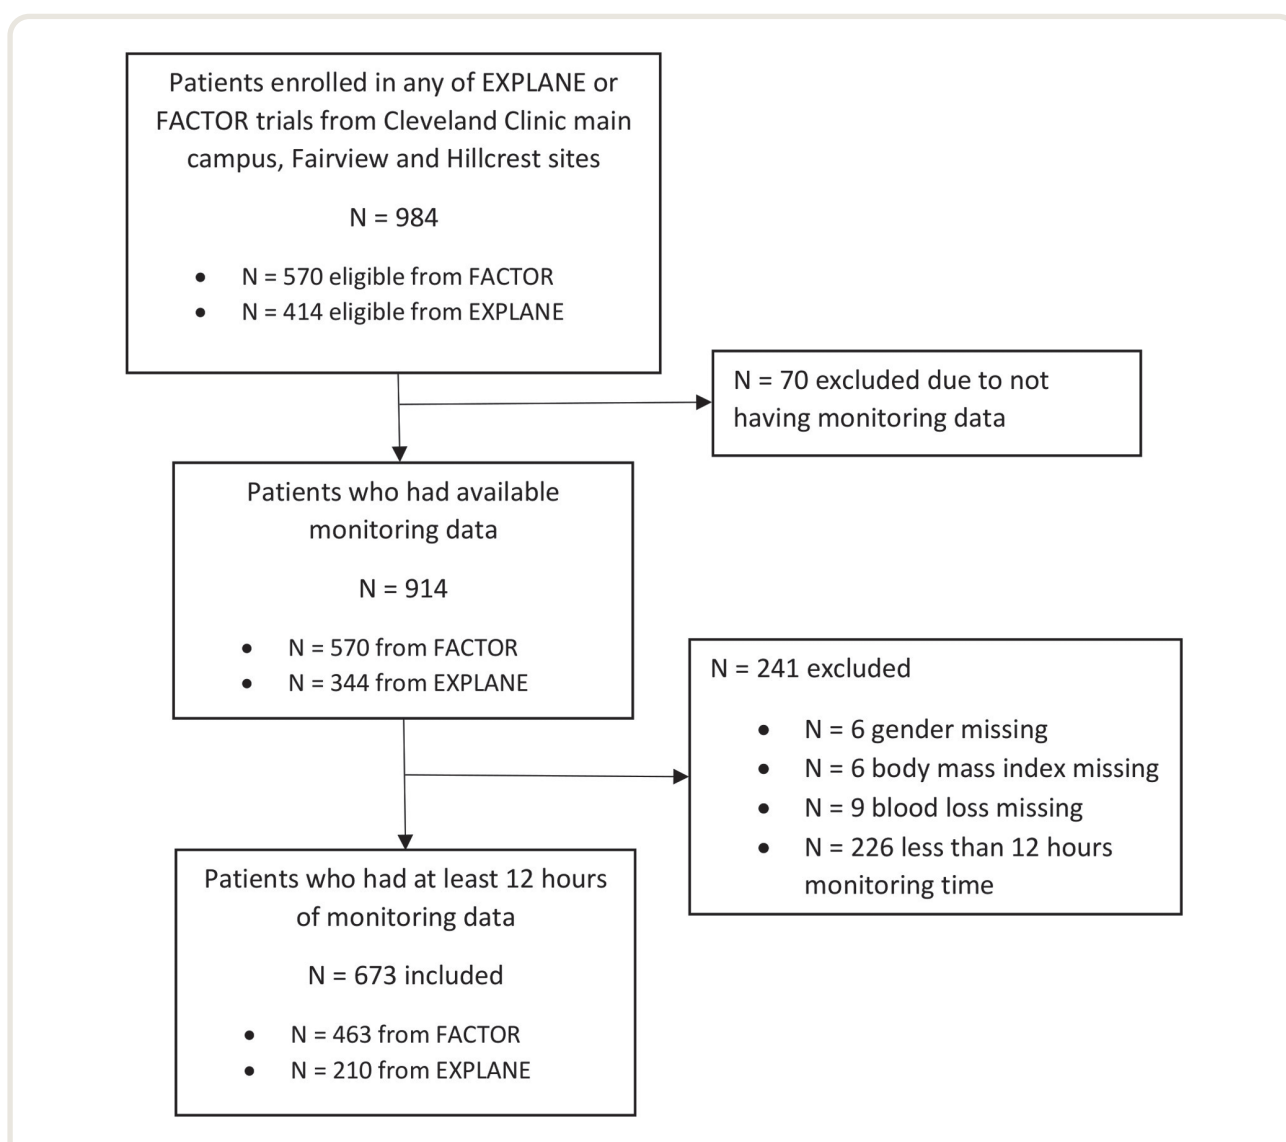 Patients enrolled in any of EXPLANE or
FACTOR trials from Cleveland Clinic main
campus, Fairview and Hillcrest sites
N = 984
• N = 570 eligible from FACTOR
• N = 414 eligible from EXPLANE
N = 70 excluded due to not
having monitoring data
Patients who had available
monitoring data
N = 914
• N = 570 from FACTOR
• N = 344 from EXPLANE
N = 241 excluded
• N = 6 gender missing
• N = 6 body mass index missing
• N = 9 blood loss missing
• N = 226 less than 12 hours
monitoring time
Patients who had at least 12 hours
of monitoring data
N = 673 included
• N = 463 from FACTOR
• N = 210 from EXPLANE